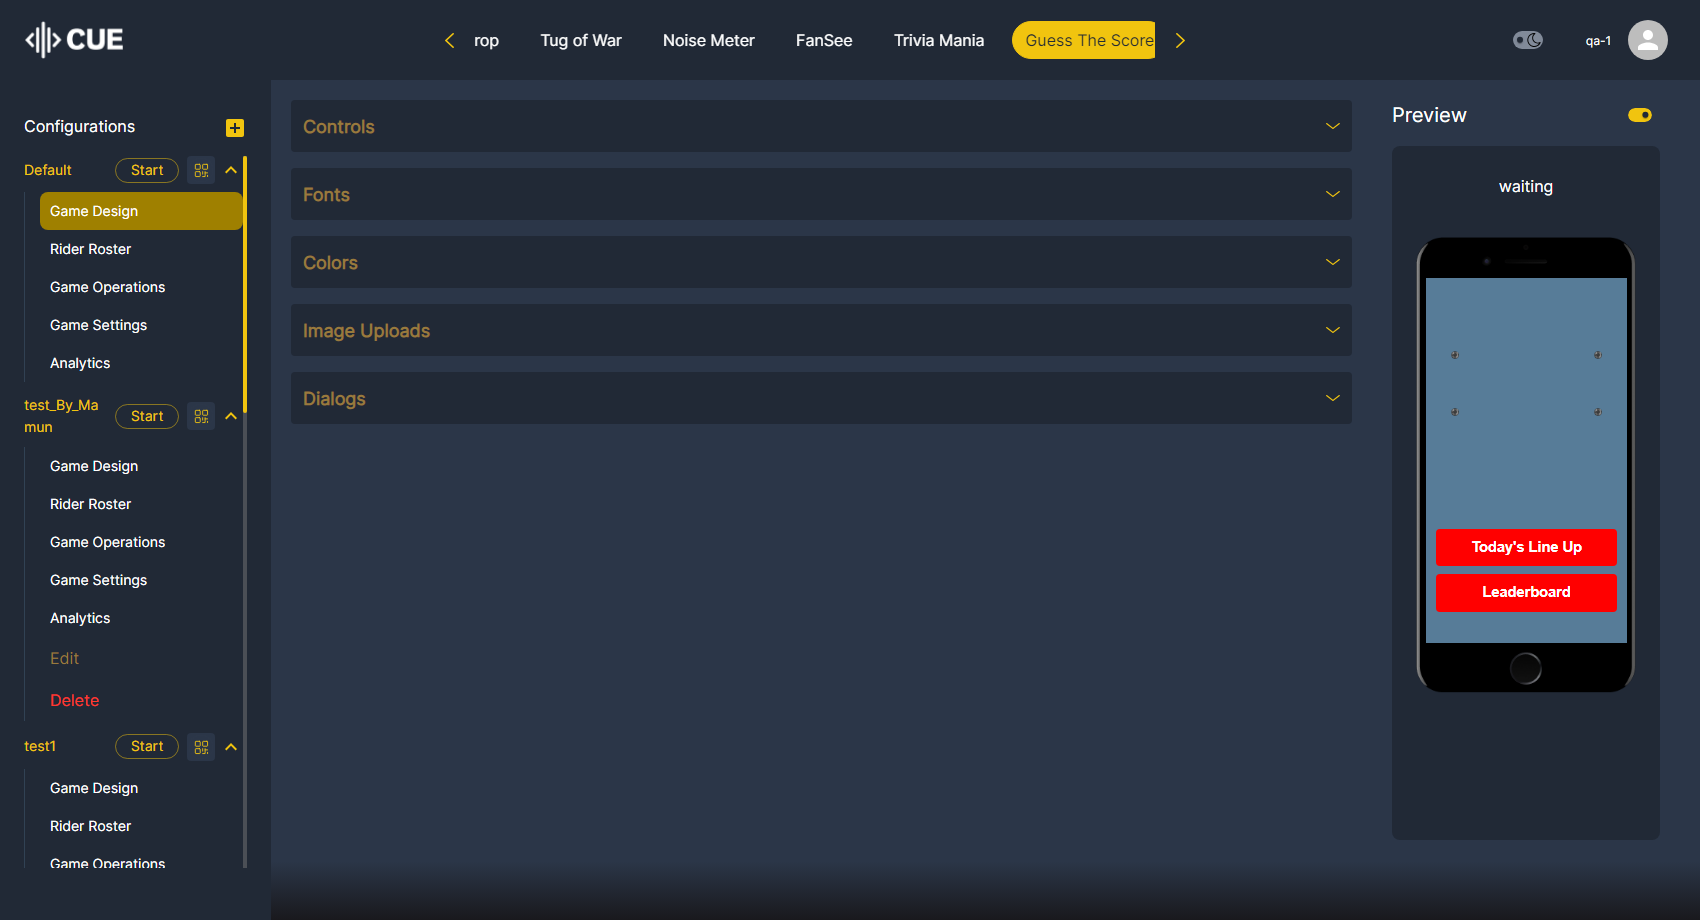 CUE
rop
Tug of War
Noise Meter
FanSee
Trivia Mania
Guess The Score
qa-1
Configurations
Default
Start
Game Design
Rider Roster
Game Operations
Game Settings
Analytics
test_By_Ma
mun
Start
Game Design
Rider Roster
Game Operations
Game Settings
Analytics
Edit
Delete
test1
Start
Game Design
Rider Roster
Game Operations
Controls
Fonts
Colors
Image Uploads
Dialogs
Preview
waiting
Today's Line Up
Leaderboard